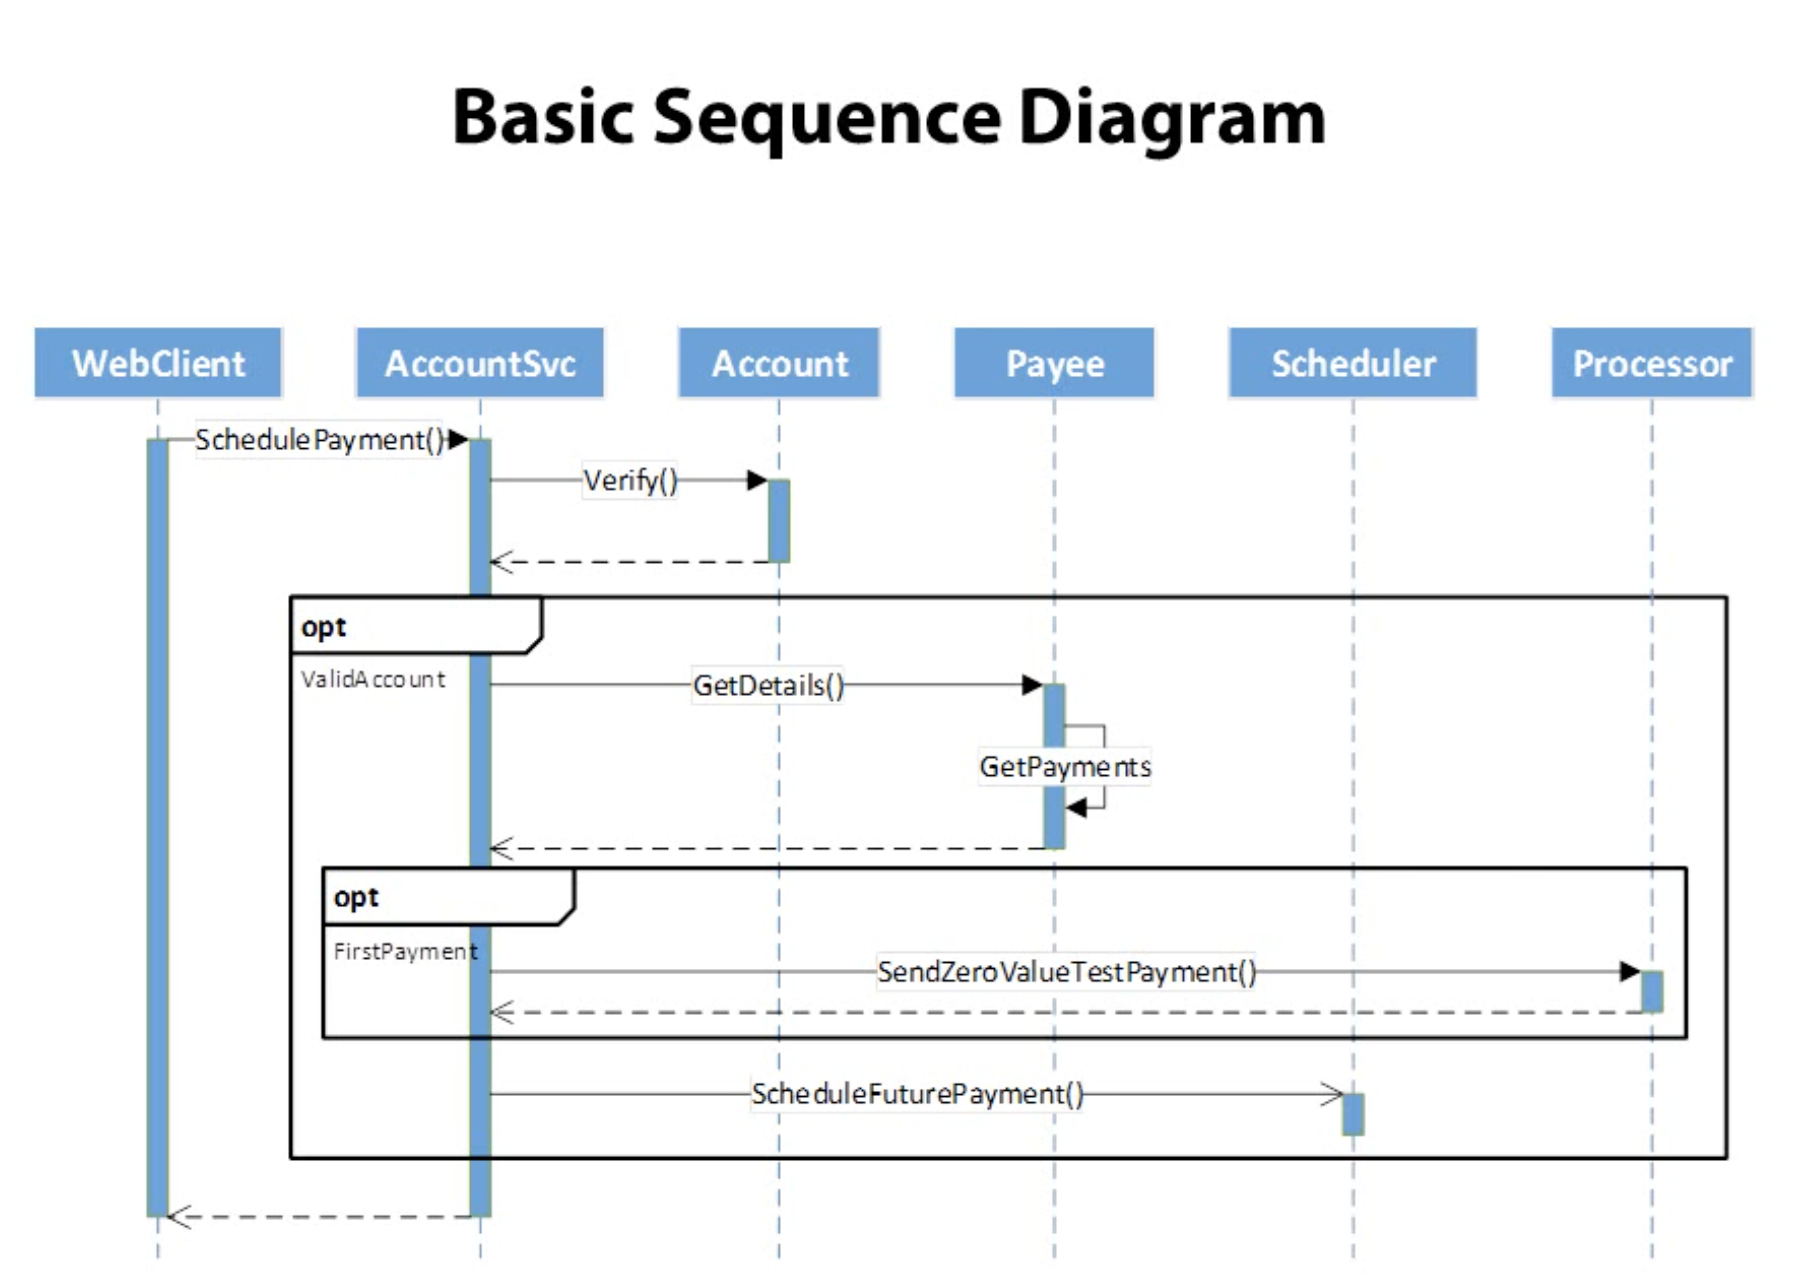 Basic Sequence Diagram
WebClient
AccountSvc
Account
Payee
Scheduler
Processor
SchedulePayment()
Verify()
opt
ValidAccount
GetDetails()
GetPayments
opt
FirstPayment
SendZeroValueTestPayment()
ScheduleFuturePayment()